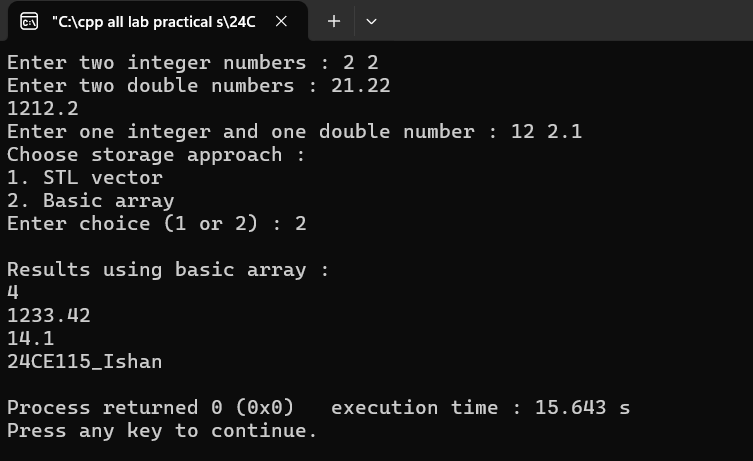 "C:\cpp all lab practical s\24C
Enter two integer numbers : 2 2
Enter two double numbers : 21.22
1212.2
Enter one integer and one double number : 12 2.1
Choose storage approach :
1. STL vector
2. Basic array
Enter choice (1 or 2) : 2
Results using basic array :
4
1233.42
14.1
24CE115_Ishan
Process returned 0 (0x0)   execution time : 15.643 s
Press any key to continue.